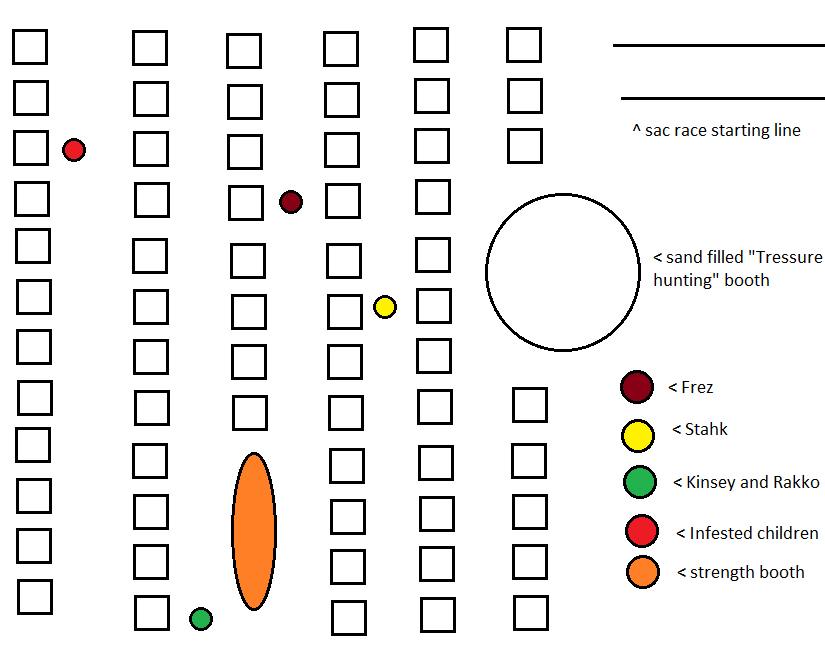 ^ sac race starting line
< sand filled "Tressure
hunting" booth
< Frez
< Stahk
< Kinsey and Rakko
< Infested children
< strength booth